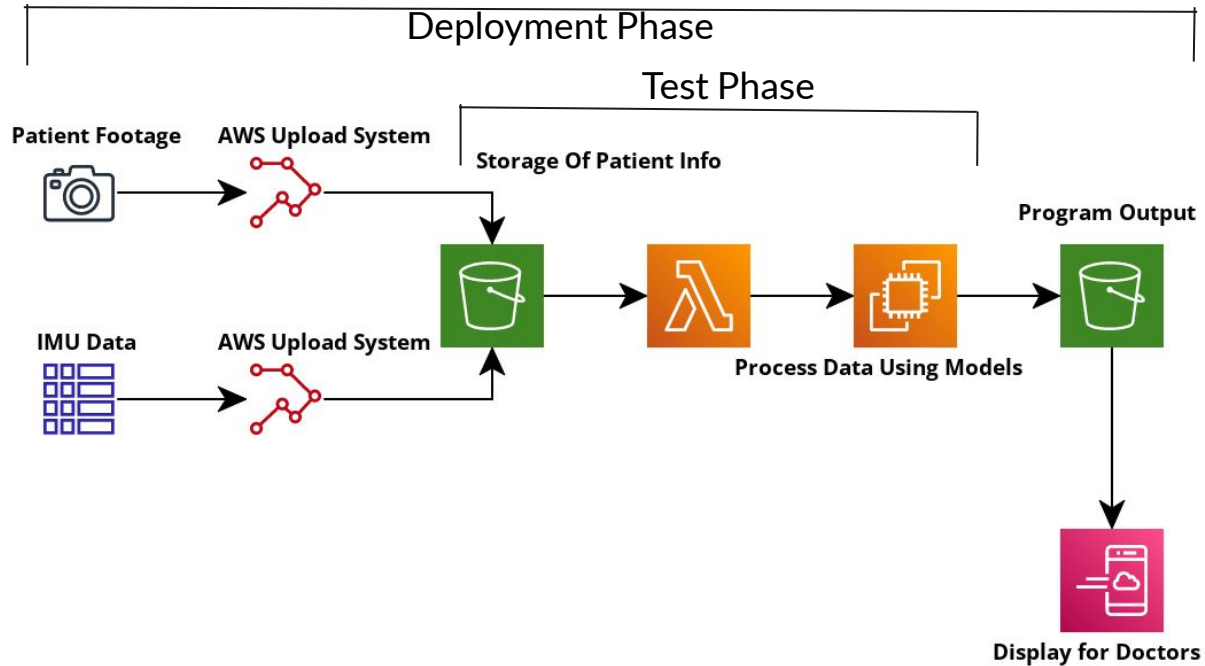 Deployment Phase
Test Phase
Patient Footage
AWS Upload System
Storage Of Patient Info
Program Output
IMU Data
AWS Upload System
Process Data Using Models
Display for Doctors